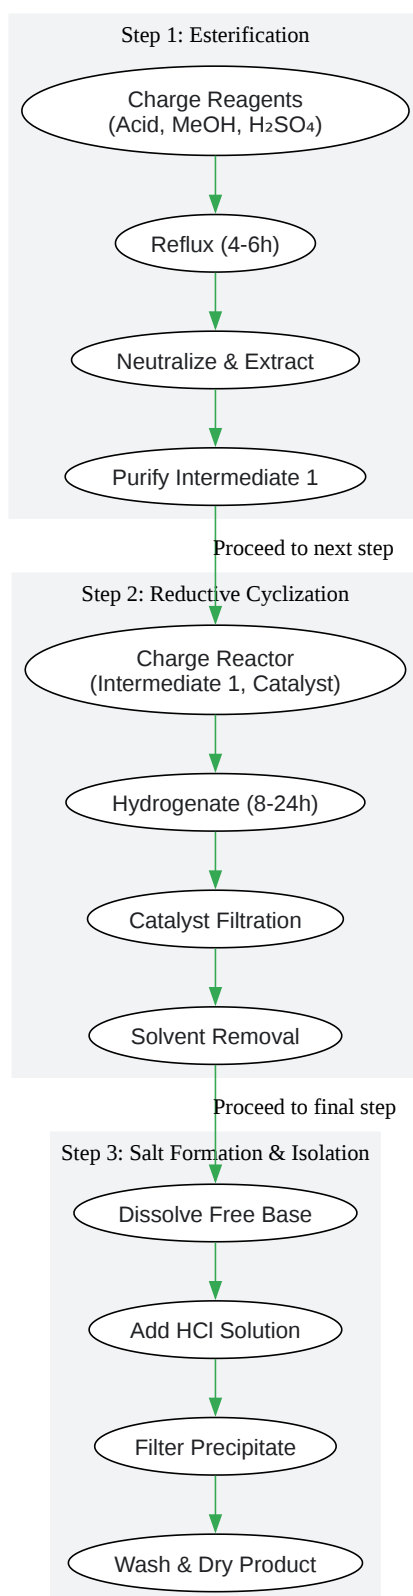 Step 1: Esterification
Charge Reagents
(Acid, MeOH, H₂SO₄)
Reflux (4-6h)
Neutralize & Extract
Purify Intermediate 1
Proceed to next step
Step 2: Reductive Cyclization
Charge Reactor
(Intermediate 1, Catalyst)
Hydrogenate (8-24h)
Catalyst Filtration
Solvent Removal
Proceed to final step
Step 3: Salt Formation & Isolation
Dissolve Free Base
Add HCl Solution
Filter Precipitate
Wash & Dry Product